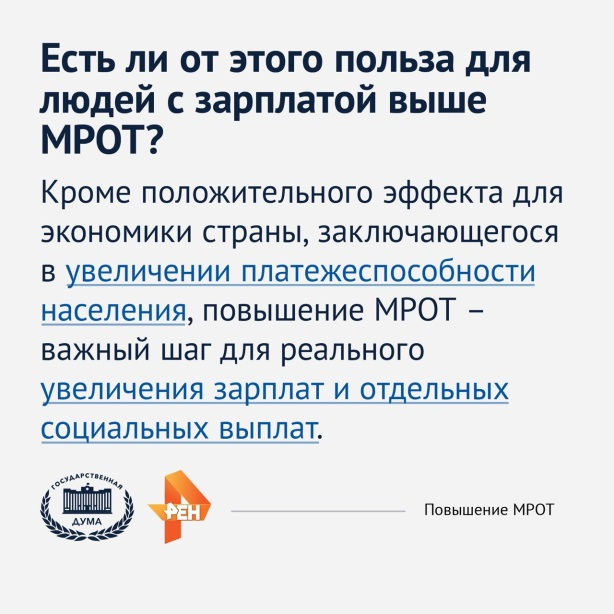 Есть ли от этого польза для
людей с зарплатой выше
МРОТ?
Кроме положительного эффекта для
экономики страны, заключающегося
в увеличении платежеспособности
населения, повышение МРОТ –
важный шаг для реального
увеличения зарплат и отдельных
социальных выплат.
ГОСУДАРСТВЕННАЯ
ДУМА
РЕН
Повышение МРОТ